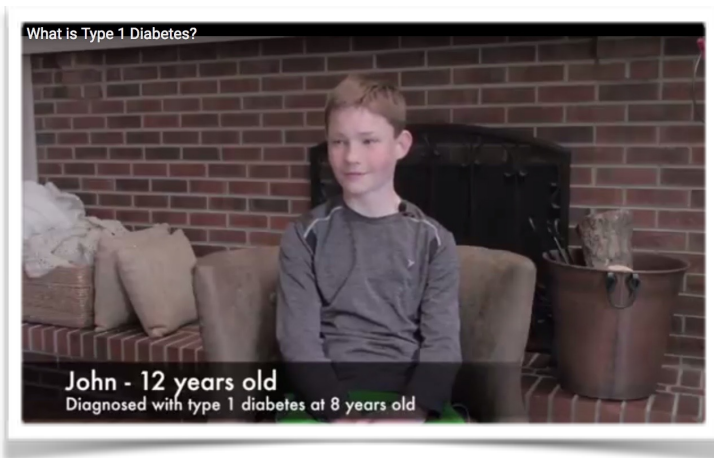 What is Type 1 Diabetes?
John - 12 years old
Diagnosed with type 1 diabetes at 8 years old